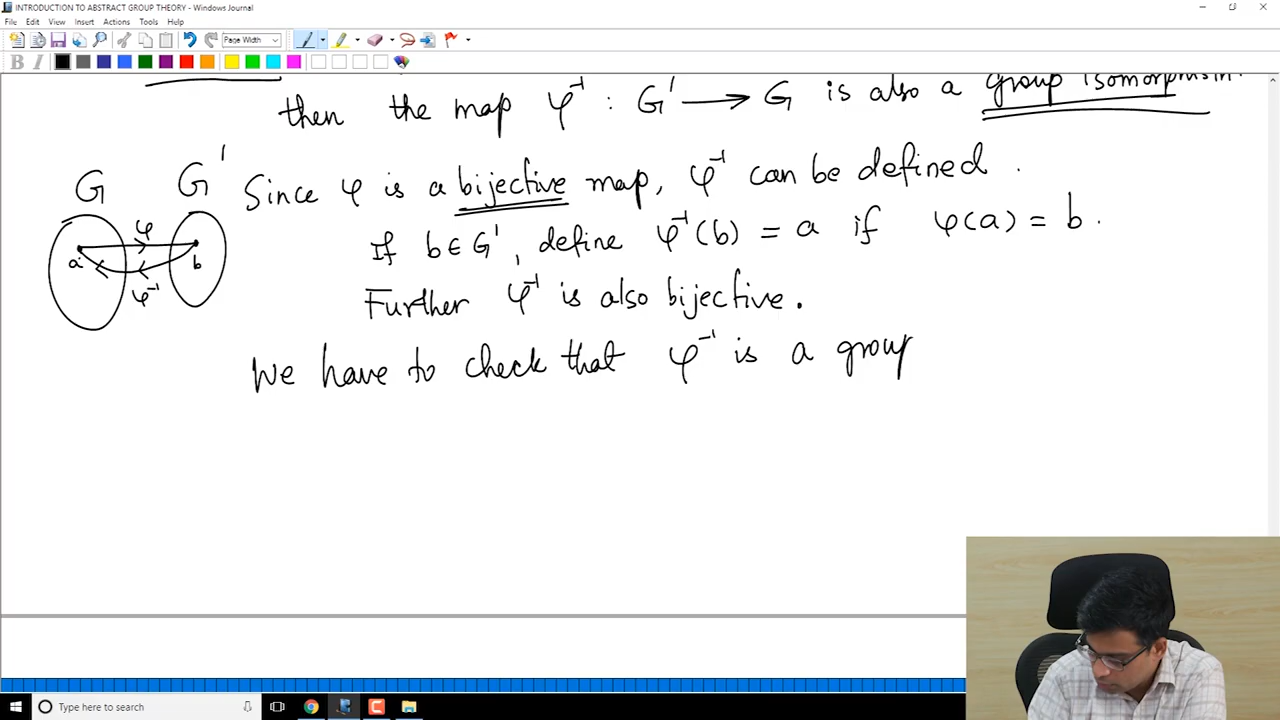 INTRODUCTION TO ABSTRACT GROUP THEORY - Windows Journal
File Edit View Insert Actions Tools Help
Page Width
B I
then the map φ⁻¹ : G' ⟶ G is also a group isomorphism.
G G' Since φ is a bijective map, φ⁻¹ can be defined.
φ If b ∈ G', define φ⁻¹(b) = a if φ(a) = b.
a b
φ⁻¹ Further φ⁻¹ is also bijective.
We have to check that φ⁻¹ is a group
Type here to search